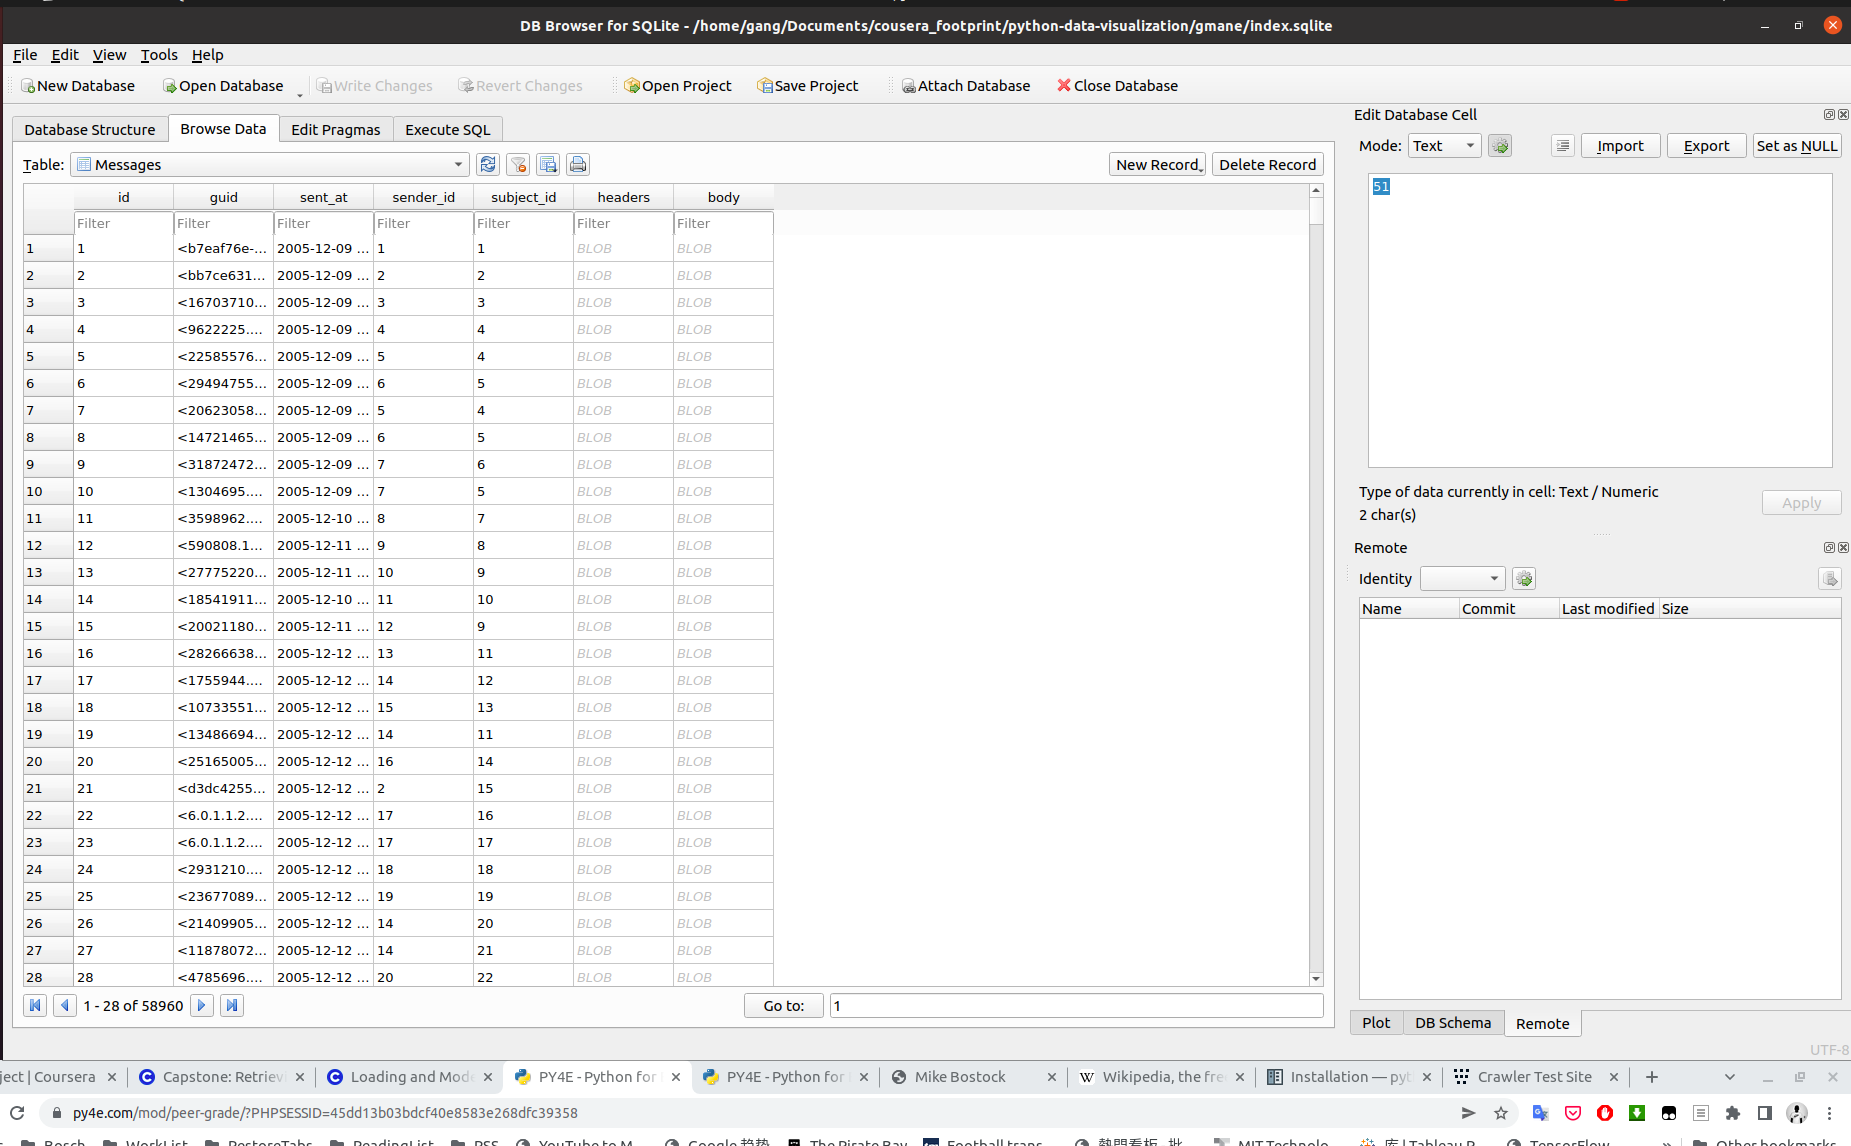 DB Browser for SQLite - /home/gang/Documents/cousera_footprint/python-data-visualization/gmane/index.sqlite
File Edit View Tools Help
New Database Open Database Write Changes Revert Changes Open Project Save Project Attach Database Close Database
Database Structure Browse Data Edit Pragmas Execute SQL
Table: Messages New Record Delete Record
id guid sent_at sender_id subject_id headers body
Filter Filter Filter Filter Filter Filter Filter
1 1 <b7eaf76e-... 2005-12-09 ... 1 1 BLOB BLOB
2 2 <bb7ce631... 2005-12-09 ... 2 2 BLOB BLOB
3 3 <16703710... 2005-12-09 ... 3 3 BLOB BLOB
4 4 <9622225.... 2005-12-09 ... 4 4 BLOB BLOB
5 5 <22585576... 2005-12-09 ... 5 4 BLOB BLOB
6 6 <29494755... 2005-12-09 ... 6 5 BLOB BLOB
7 7 <20623058... 2005-12-09 ... 5 4 BLOB BLOB
8 8 <14721465... 2005-12-09 ... 6 5 BLOB BLOB
9 9 <31872472... 2005-12-09 ... 7 6 BLOB BLOB
10 10 <1304695.... 2005-12-09 ... 7 5 BLOB BLOB
11 11 <3598962.... 2005-12-10 ... 8 7 BLOB BLOB
12 12 <590808.1... 2005-12-11 ... 9 8 BLOB BLOB
13 13 <27775220... 2005-12-11 ... 10 9 BLOB BLOB
14 14 <18541911... 2005-12-10 ... 11 10 BLOB BLOB
15 15 <20021180... 2005-12-11 ... 12 9 BLOB BLOB
16 16 <28266638... 2005-12-12 ... 13 11 BLOB BLOB
17 17 <1755944.... 2005-12-12 ... 14 12 BLOB BLOB
18 18 <10733551... 2005-12-12 ... 15 13 BLOB BLOB
19 19 <13486694... 2005-12-12 ... 14 11 BLOB BLOB
20 20 <25165005... 2005-12-12 ... 16 14 BLOB BLOB
21 21 <d3dc4255... 2005-12-12 ... 2 15 BLOB BLOB
22 22 <6.0.1.1.2.... 2005-12-12 ... 17 16 BLOB BLOB
23 23 <6.0.1.1.2.... 2005-12-12 ... 17 17 BLOB BLOB
24 24 <2931210.... 2005-12-12 ... 18 18 BLOB BLOB
25 25 <23677089... 2005-12-12 ... 19 19 BLOB BLOB
26 26 <21409905... 2005-12-12 ... 14 20 BLOB BLOB
27 27 <11878072... 2005-12-12 ... 14 21 BLOB BLOB
28 28 <4785696.... 2005-12-12 ... 20 22 BLOB BLOB
1 - 28 of 58960 Go to: 1
Edit Database Cell
Mode: Text Import Export Set as NULL
51
Type of data currently in cell: Text / Numeric
2 char(s)
Apply
Remote
Identity
Name Commit Last modified Size
Plot DB Schema Remote
UTF-8
ject | Coursera Capstone: Retriev Loading and Mode PY4E - Python for PY4E - Python for Mike Bostock Wikipedia, the fre Installation — pyt Crawler Test Site
py4e.com/mod/peer-grade/?PHPSESSID=45dd13b03bdcf40e8583e268dfc39358
Bosch WorkList RestoreTabs ReadingList RSS YouTube to M Google 趋势 The Pirate Bay Football trans MIT Technolo 库 | Tableau P TensorFlow » Other bookmarks